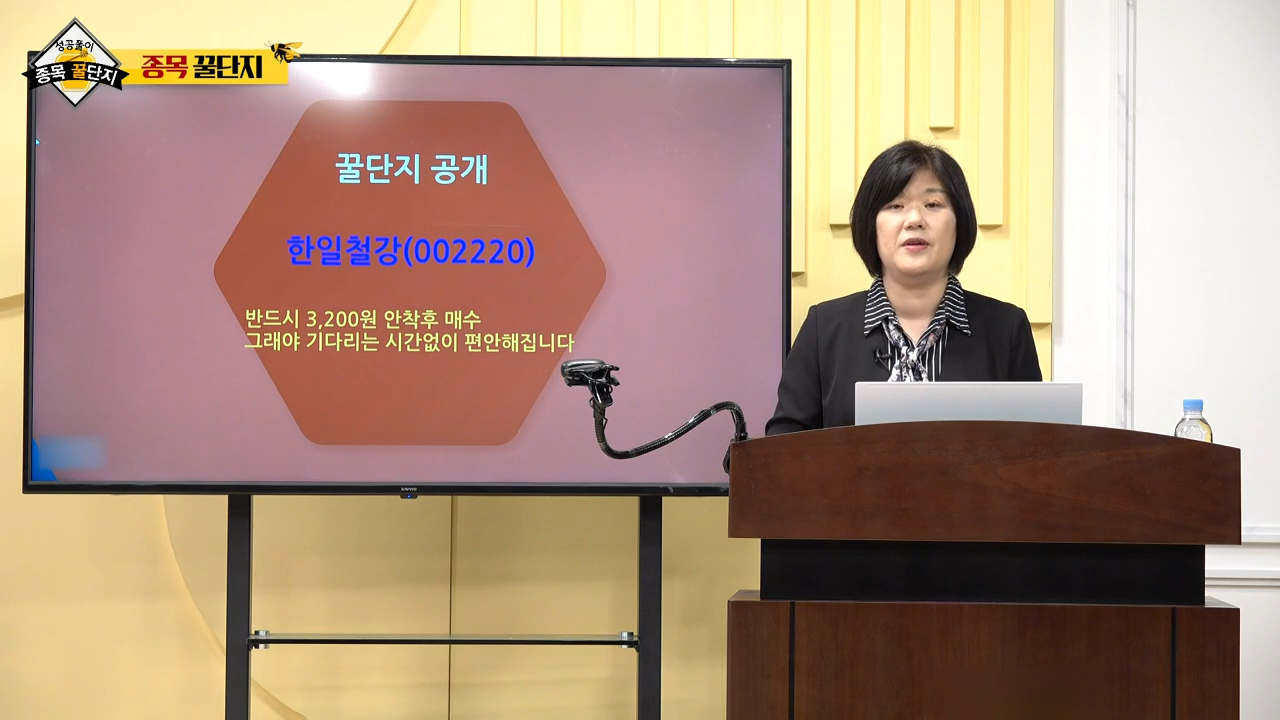 성공풀이
종목 꿀단지
종목 꿀단지
꿀단지 공개
한일철강(002220)
반드시 3,200원 안착후 매수
그래야 기다리는 시간없이 편안해집니다